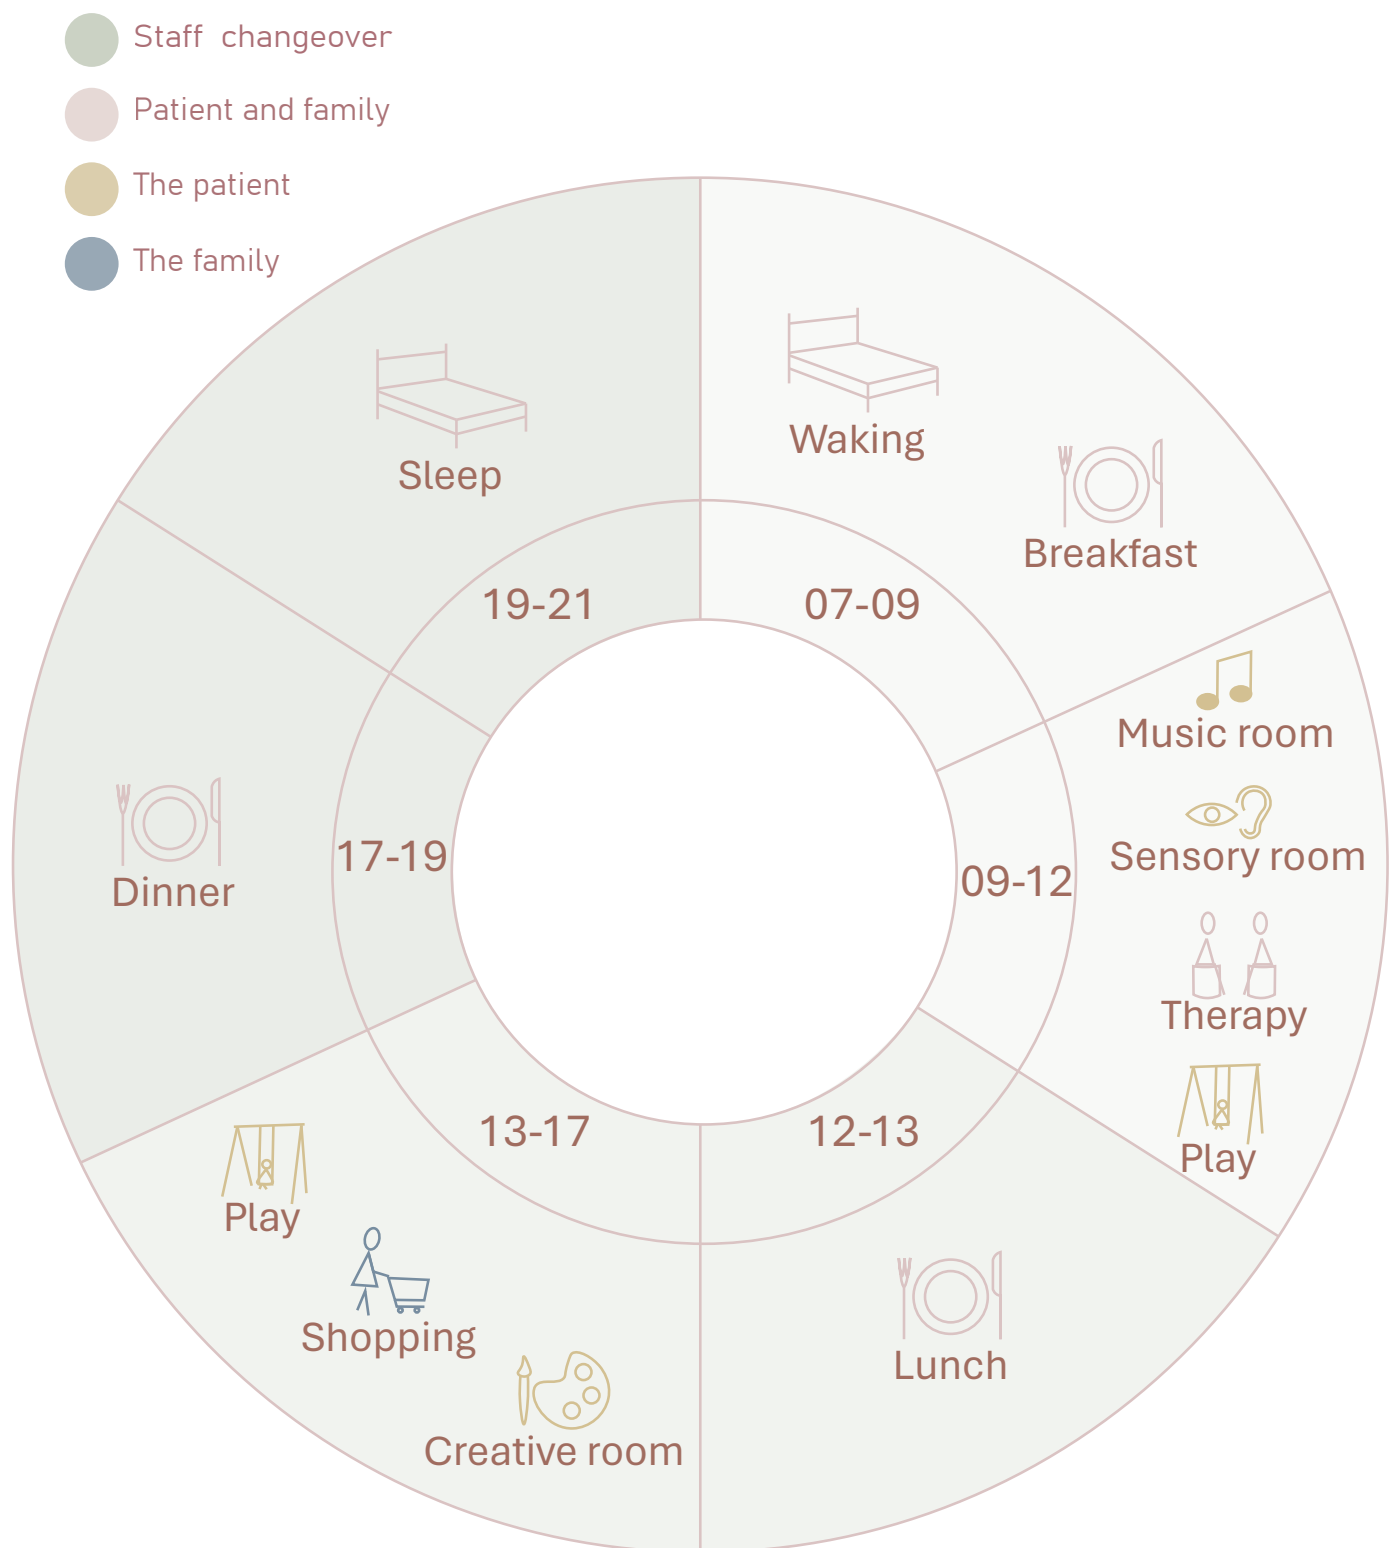 Staff changeover
Patient and family
The patient
The family
Waking
Breakfast
07-09
Music room
Sensory room
Therapy
Play
09-12
Lunch
12-13
Play
Shopping
Creative room
13-17
Dinner
17-19
Sleep
19-21